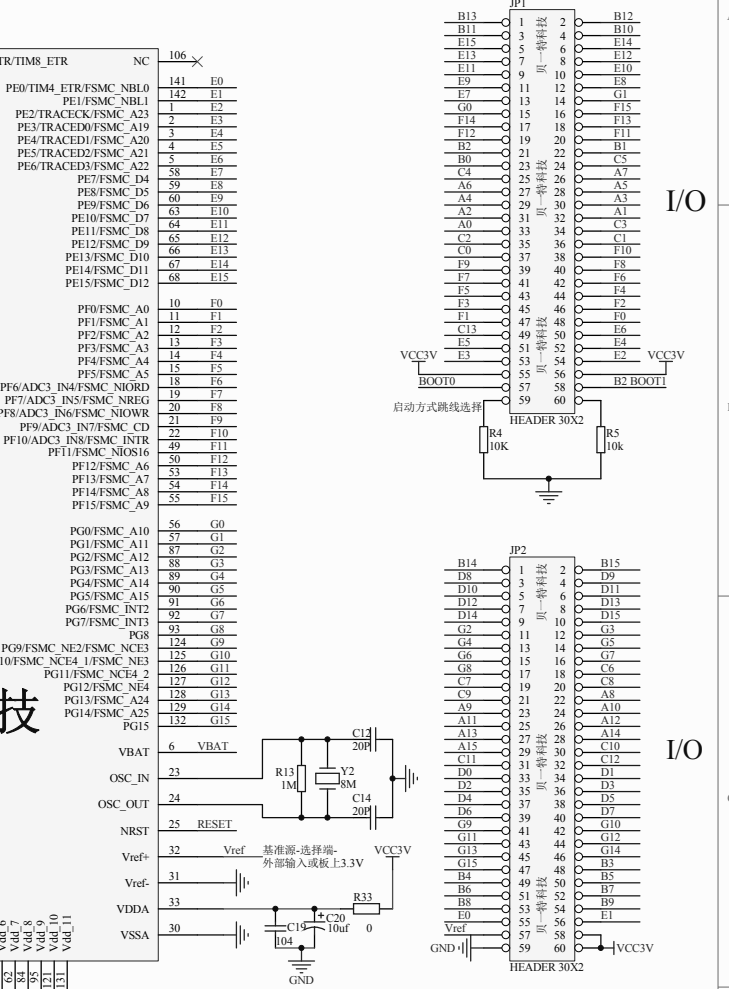 TR/TIM8_ETR NC 106
PE0/TIM4_ETR/FSMC_NBL0 141 E0
PE1/FSMC_NBL1 142 E1
PE2/TRACECK/FSMC_A23 1 E2
PE3/TRACED0/FSMC_A19 2 E3
PE4/TRACED1/FSMC_A20 3 E4
PE5/TRACED2/FSMC_A21 4 E5
PE6/TRACED3/FSMC_A22 5 E6
PE7/FSMC_D4 58 E7
PE8/FSMC_D5 59 E8
PE9/FSMC_D6 60 E9
PE10/FSMC_D7 63 E10
PE11/FSMC_D8 64 E11
PE12/FSMC_D9 65 E12
PE13/FSMC_D10 66 E13
PE14/FSMC_D11 67 E14
PE15/FSMC_D12 68 E15
PF0/FSMC_A0 10 F0
PF1/FSMC_A1 11 F1
PF2/FSMC_A2 12 F2
PF3/FSMC_A3 13 F3
PF4/FSMC_A4 14 F4
PF5/FSMC_A5 15 F5
PF6/ADC3_IN4/FSMC_NIORD 18 F6
PF7/ADC3_IN5/FSMC_NREG 19 F7
PF8/ADC3_IN6/FSMC_NIOWR 20 F8
PF9/ADC3_IN7/FSMC_CD 21 F9
PF10/ADC3_IN8/FSMC_INTR 22 F10
PF11/FSMC_NIOS16 49 F11
PF12/FSMC_A6 50 F12
PF13/FSMC_A7 53 F13
PF14/FSMC_A8 54 F14
PF15/FSMC_A9 55 F15
PG0/FSMC_A10 56 G0
PG1/FSMC_A11 57 G1
PG2/FSMC_A12 87 G2
PG3/FSMC_A13 88 G3
PG4/FSMC_A14 89 G4
PG5/FSMC_A15 90 G5
PG6/FSMC_INT2 91 G6
PG7/FSMC_INT3 92 G7
PG8 93 G8
PG9/FSMC_NE2/FSMC_NCE3 124 G9
10/FSMC_NCE4_1/FSMC_NE3 125 G10
PG11/FSMC_NCE4_2 126 G11
PG12/FSMC_NE4 127 G12
PG13/FSMC_A24 128 G13
PG14/FSMC_A25 129 G14
PG15 132 G15
技
VBAT 6 VBAT
OSC_IN 23
OSC_OUT 24
NRST 25 RESET
Vref+ 32 Vref
Vref- 31
VDDA 33
VSSA 30
Vdd_6
Vdd_7
Vdd_8
Vdd_9
Vdd_10
Vdd_11
62
84
95
121
131
R13
1M
Y2
8M
C12
20P
C14
20P
基准源-选择端-
外部输入或板上3.3V
VCC3V
R33
0
C19
104
+
C20
10uf
GND
JP1
B13 1 2 B12
B11 3 4 B10
E15 5 6 E14
E13 7 8 E12
E11 9 10 E10
E9 11 12 E8
E7 13 14 G1
G0 15 16 F15
F14 17 18 F13
F12 19 20 F11
B2 21 22 B1
B0 23 24 C5
C4 25 26 A7
A6 27 28 A5
A4 29 30 A3
A2 31 32 A1
A0 33 34 C3
C2 35 36 C1
C0 37 38 F10
F9 39 40 F8
F7 41 42 F6
F5 43 44 F4
F3 45 46 F2
F1 47 48 F0
C13 49 50 E6
E5 51 52 E4
E3 53 54 E2
VCC3V 55 56 VCC3V
BOOT0 57 58 B2 BOOT1
59 60
贝一特科技
贝一特科技
贝一特科技
启动方式跳线选择
HEADER 30X2
R4
10K
R5
10k
I/O
JP2
B14 1 2 B15
D8 3 4 D9
D10 5 6 D11
D12 7 8 D13
D14 9 10 D15
G2 11 12 G3
G4 13 14 G5
G6 15 16 G7
G8 17 18 C6
C7 19 20 C8
C9 21 22 A8
A9 23 24 A10
A11 25 26 A12
A13 27 28 A14
A15 29 30 C10
C11 31 32 C12
D0 33 34 D1
D2 35 36 D3
D4 37 38 D5
D6 39 40 D7
G9 41 42 G10
G11 43 44 G12
G13 45 46 G14
G15 47 48 B3
B4 49 50 B5
B6 51 52 B7
B8 53 54 B9
E0 55 56 E1
Vref 57 58
GND 59 60 VCC3V
贝一特科技
贝一特科技
贝一特科技
HEADER 30X2
I/O